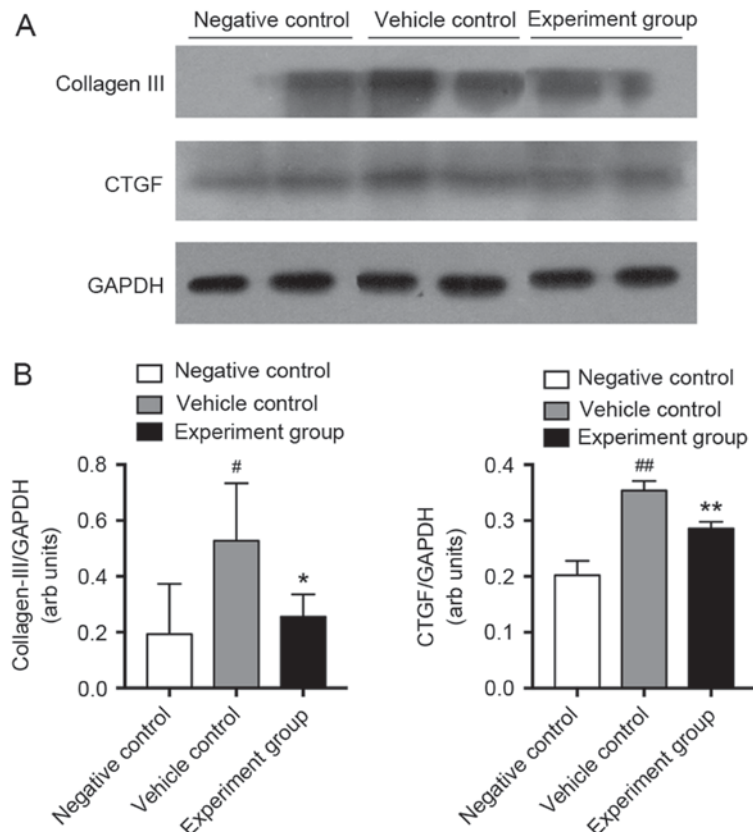 A
Negative control Vehicle control Experiment group
Collagen III
CTGF
GAPDH
B
Negative control
Vehicle control
Experiment group
Collagen-III/GAPDH
(arb units)
0.8
0.6
0.4
0.2
0.0
#
*
Negative control
Vehicle control
Experiment group
Negative control
Vehicle control
Experiment group
CTGF/GAPDH
(arb units)
0.4
0.3
0.2
0.1
0.0
##
**
Negative control
Vehicle control
Experiment group